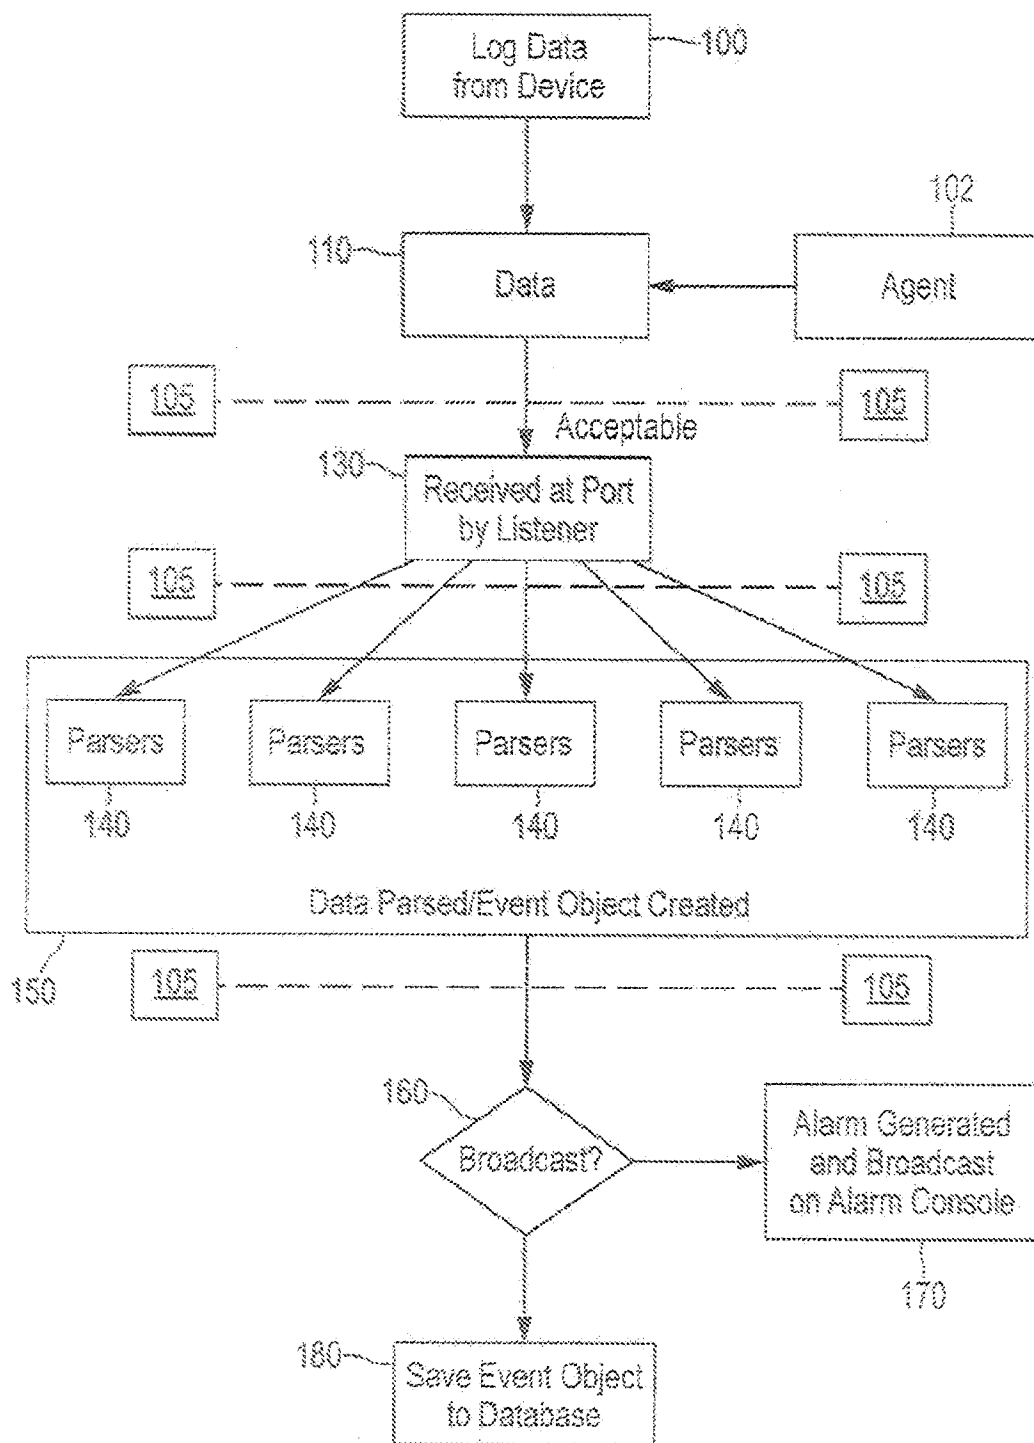 Log Data
from Device
100
102
110
Data
Agent
105
105
Acceptable
130
Received at Port
by Listener
105
105
Parsers
Parsers
Parsers
Parsers
Parsers
140
140
140
140
140
Data Parsed/Event Object Created
150
105
105
160
Broadcast?
Alarm Generated
and Broadcast
on Alarm Console
170
180
Save Event Object
to Database